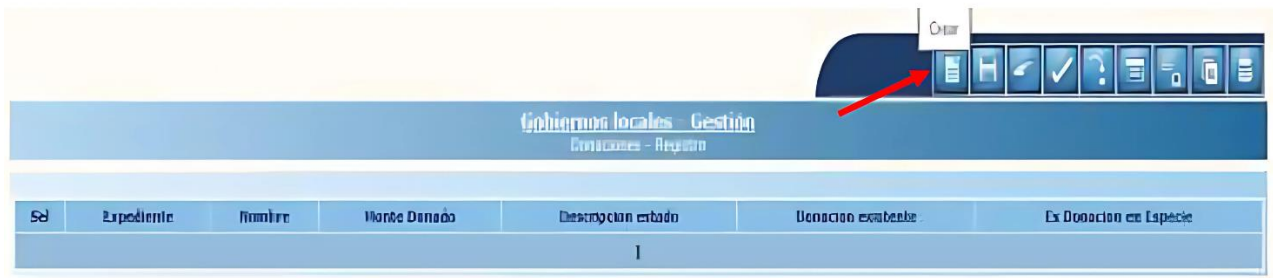 Crear
Gobiernos locales - Gestión
Donaciones - Registro
Sel Expediente Nombre Monto Donado Descripcion estado Donacion existente Es Donacion en Especie
1